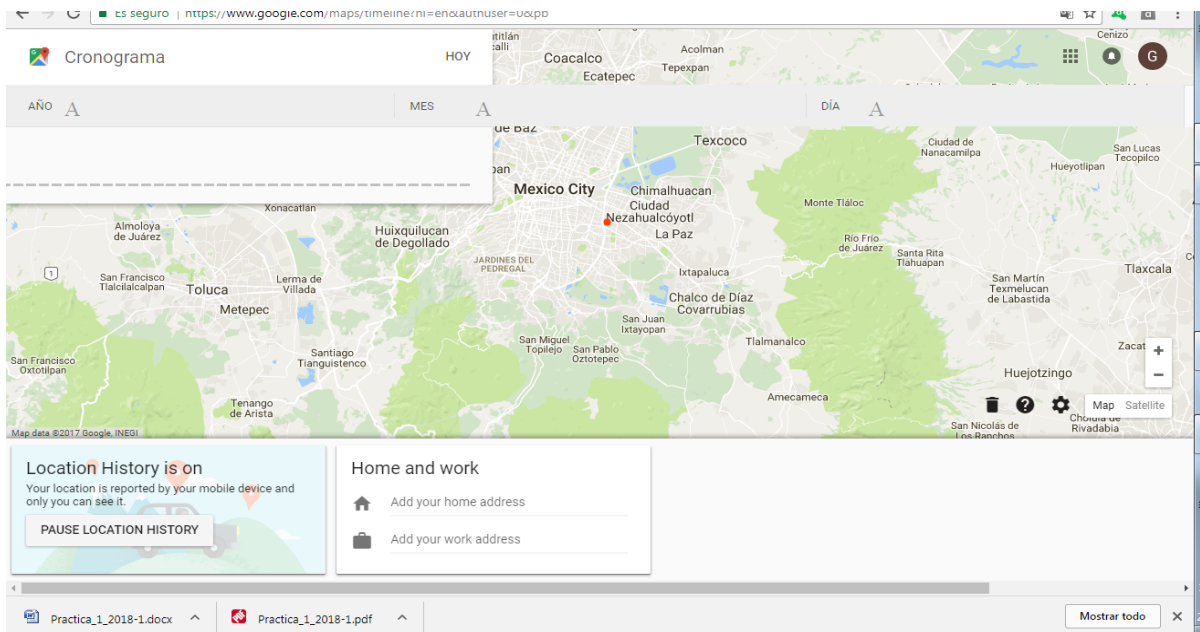 Es seguro | https://www.google.com/maps/timeline?hl=en&authuser=0&pb
Cronograma
HOY
G
AÑO A
MES A
DÍA A
Coacalco
Acolman
Tepexpan
Ecatepec
Cenizo
de Baz
Texcoco
Ciudad de
Nanacamilpa
San Lucas
Tecopilco
Hueyotlipan
Mexico City
Chimalhuacan
Ciudad
Nezahualcóyotl
La Paz
Monte Tláloc
Xonacatlán
Almoloya
de Juárez
Huixquilucan
de Degollado
Río Frío
de Juárez
Santa Rita
Tlahuapan
JARDINES DEL
PEDREGAL
Ixtapaluca
1
San Francisco
Tlalcilalcalpan
Toluca
Lerma de
Villada
Metepec
Chalco de Díaz
Covarrubias
San Martín
Texmelucan
de Labastida
Tlaxcala
San Juan
Ixtayopan
San Miguel
Topilejo
San Pablo
Oztotepec
Tlalmanalco
San Francisco
Oxtotilpan
Santiago
Tianguistenco
Zacat
Huejotzingo
Tenango
de Arista
Amecameca
Map
Satellite
San Nicolás de
Los Ranchos
Cholula de
Rivadabia
Map data ©2017 Google, INEGI
Location History is on
Your location is reported by your mobile device and
only you can see it.
PAUSE LOCATION HISTORY
Home and work
Add your home address
Add your work address
Practica_1_2018-1.docx
Practica_1_2018-1.pdf
Mostrar todo